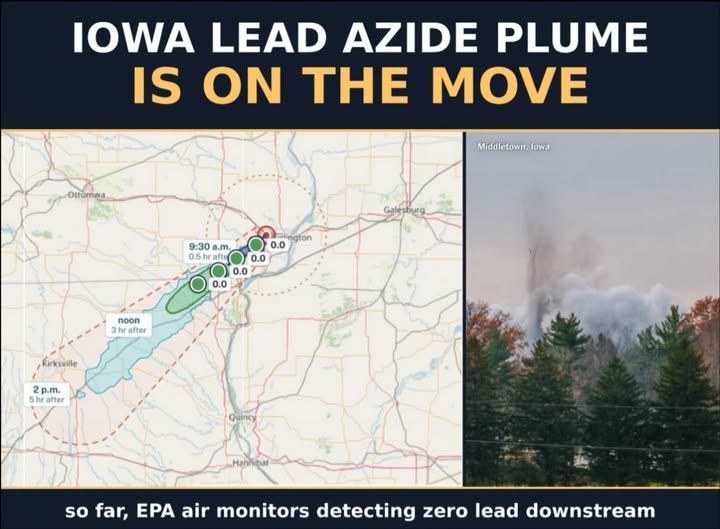 IOWA LEAD AZIDE PLUME
IS ON THE MOVE
Middletown, Iowa
Ottumwa
Galesburg
9:30 a.m.
0.5 hr afte
ington
0.0
0.0
0.0
0.0
noon
3 hr after
Kirksville
2 p.m.
5 hr after
Quincy
Hannibal
so far, EPA air monitors detecting zero lead downstream